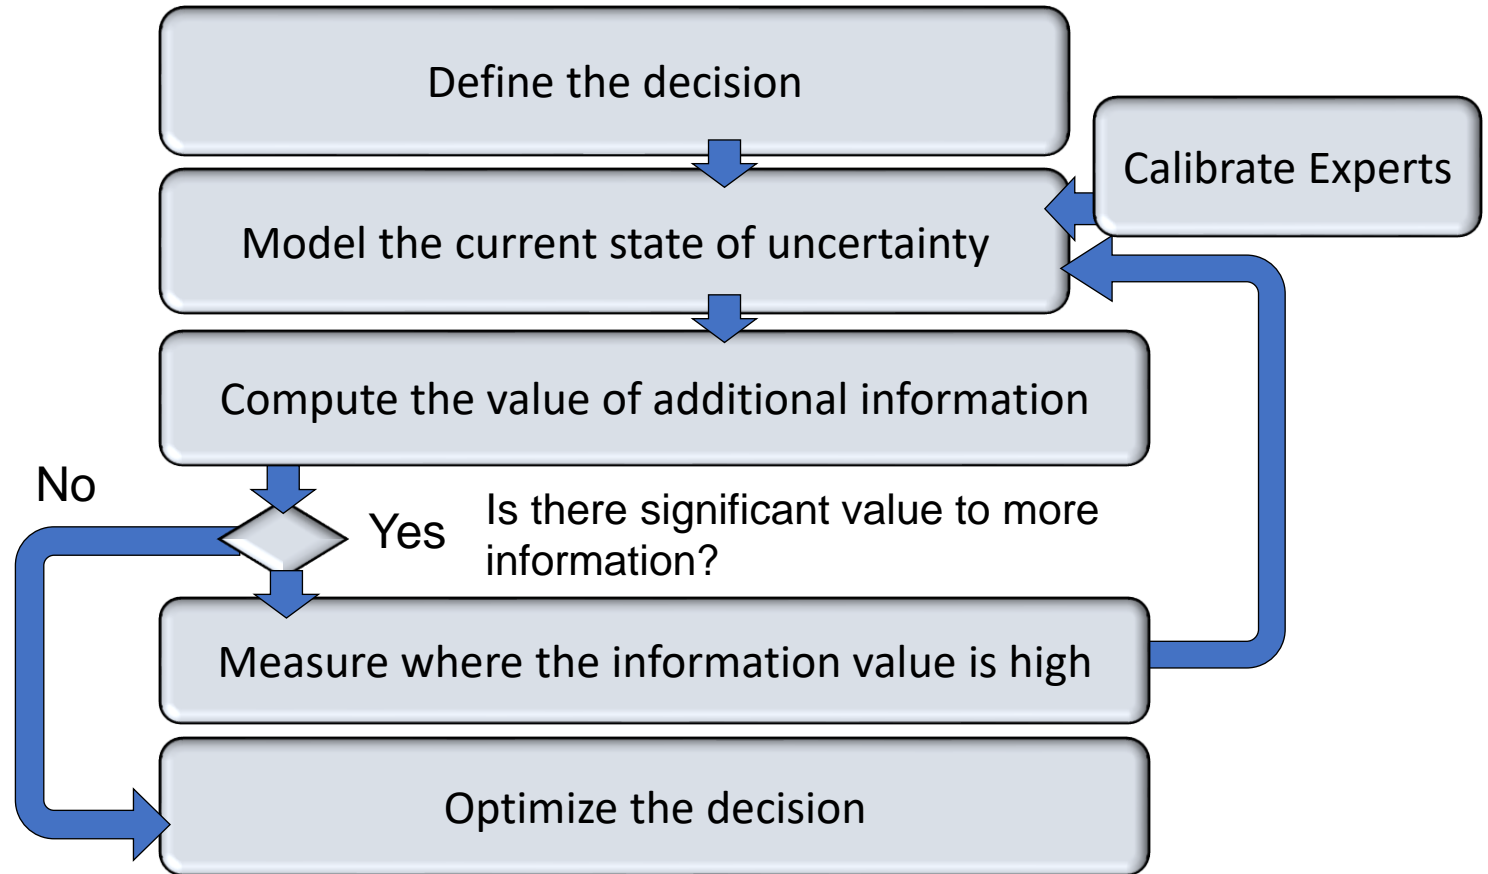 Define the decision
Calibrate Experts
Model the current state of uncertainty
Compute the value of additional information
No
Yes
Is there significant value to more
information?
Measure where the information value is high
Optimize the decision